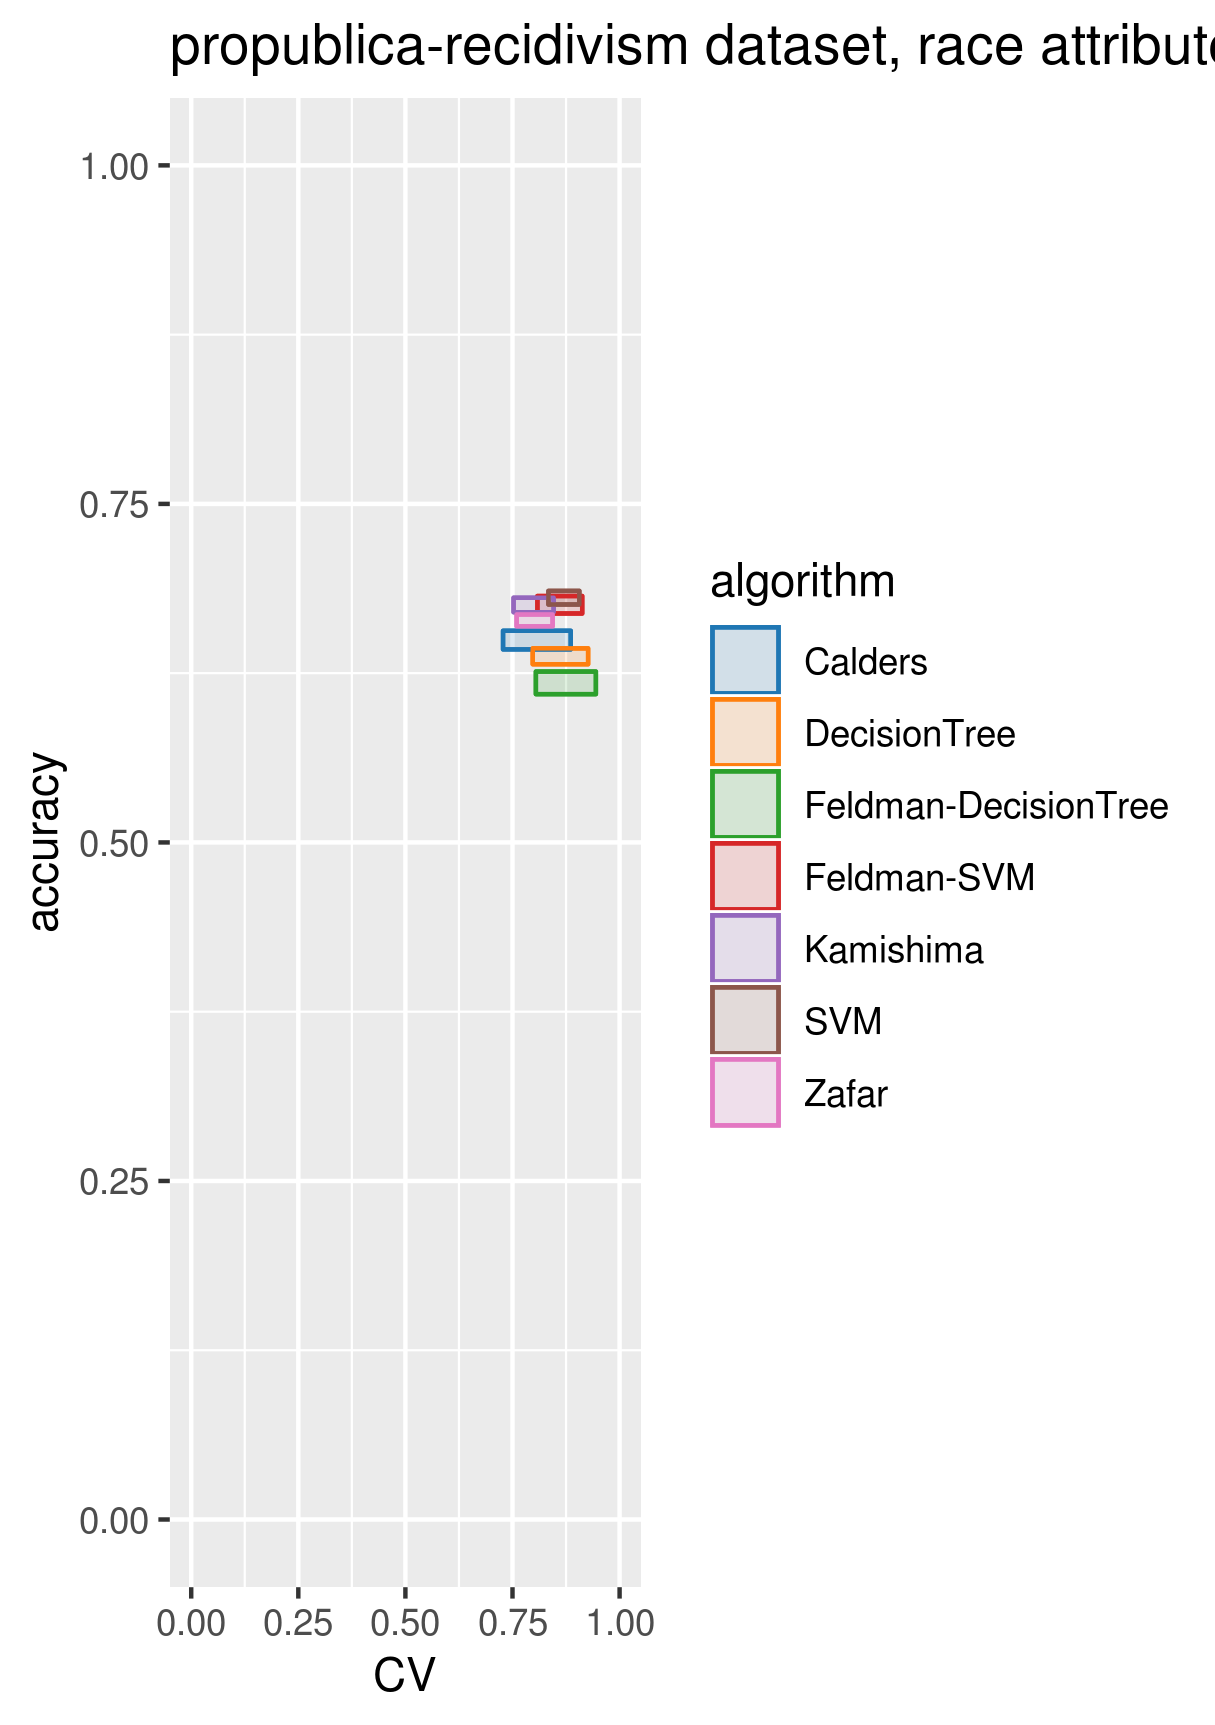 propublica-recidivism dataset, race attribute
1.00
0.75
0.50
0.25
0.00
accuracy
0.00 0.25 0.50 0.75 1.00
CV
algorithm
Calders
DecisionTree
Feldman-DecisionTree
Feldman-SVM
Kamishima
SVM
Zafar